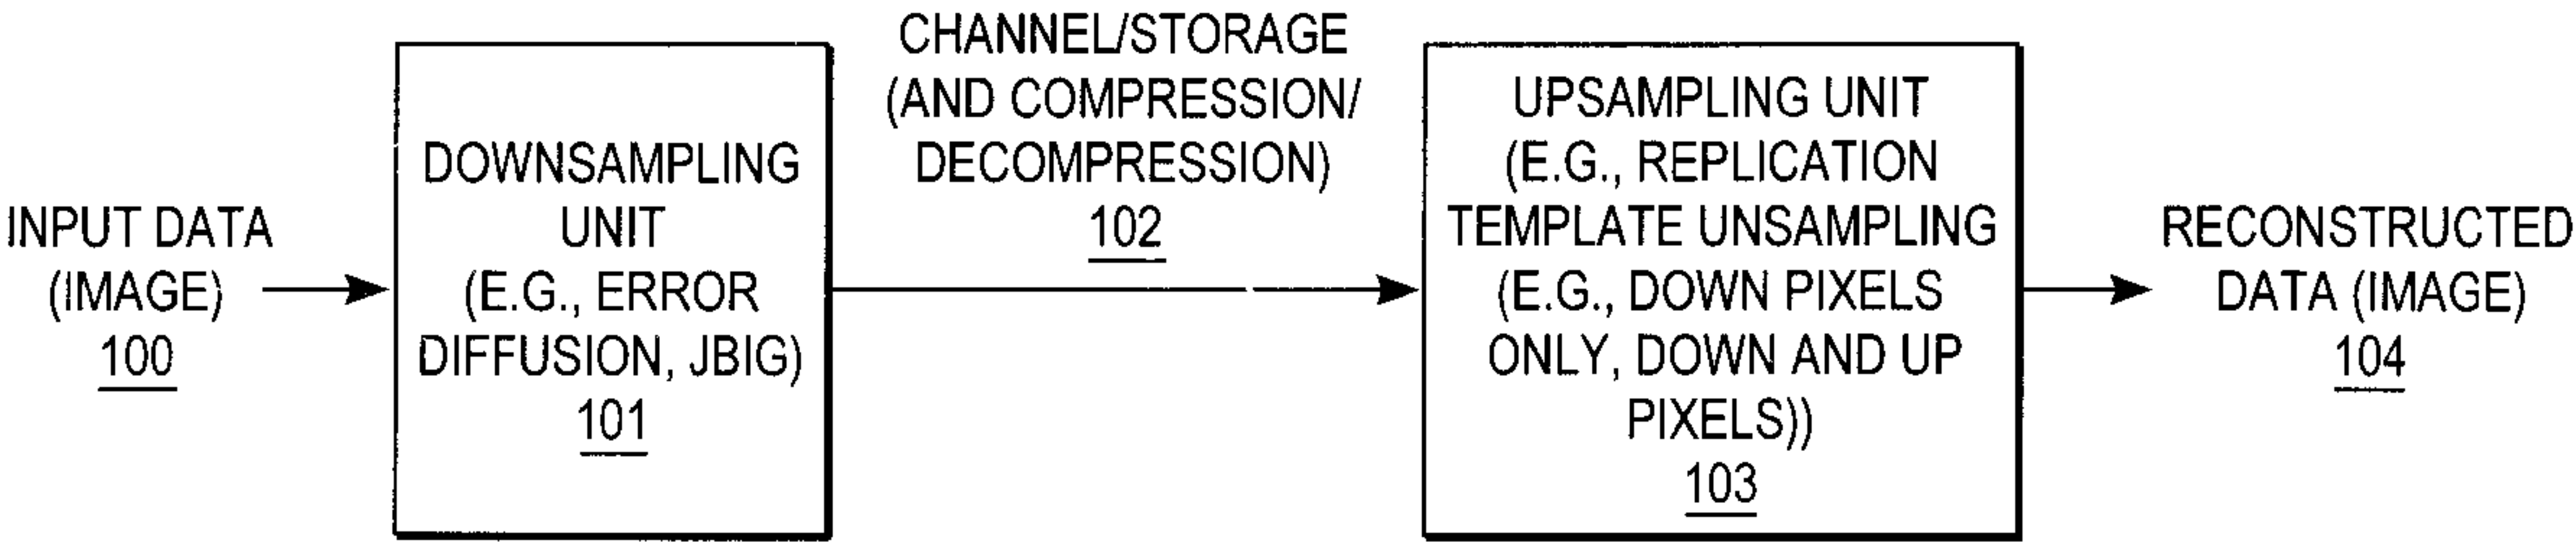 INPUT DATA
(IMAGE)
100
DOWNSAMPLING
UNIT
(E.G., ERROR
DIFFUSION, JBIG)
101
CHANNEL/STORAGE
(AND COMPRESSION/
DECOMPRESSION)
102
UPSAMPLING UNIT
(E.G., REPLICATION
TEMPLATE UNSAMPLING
(E.G., DOWN PIXELS
ONLY, DOWN AND UP
PIXELS))
103
RECONSTRUCTED
DATA (IMAGE)
104